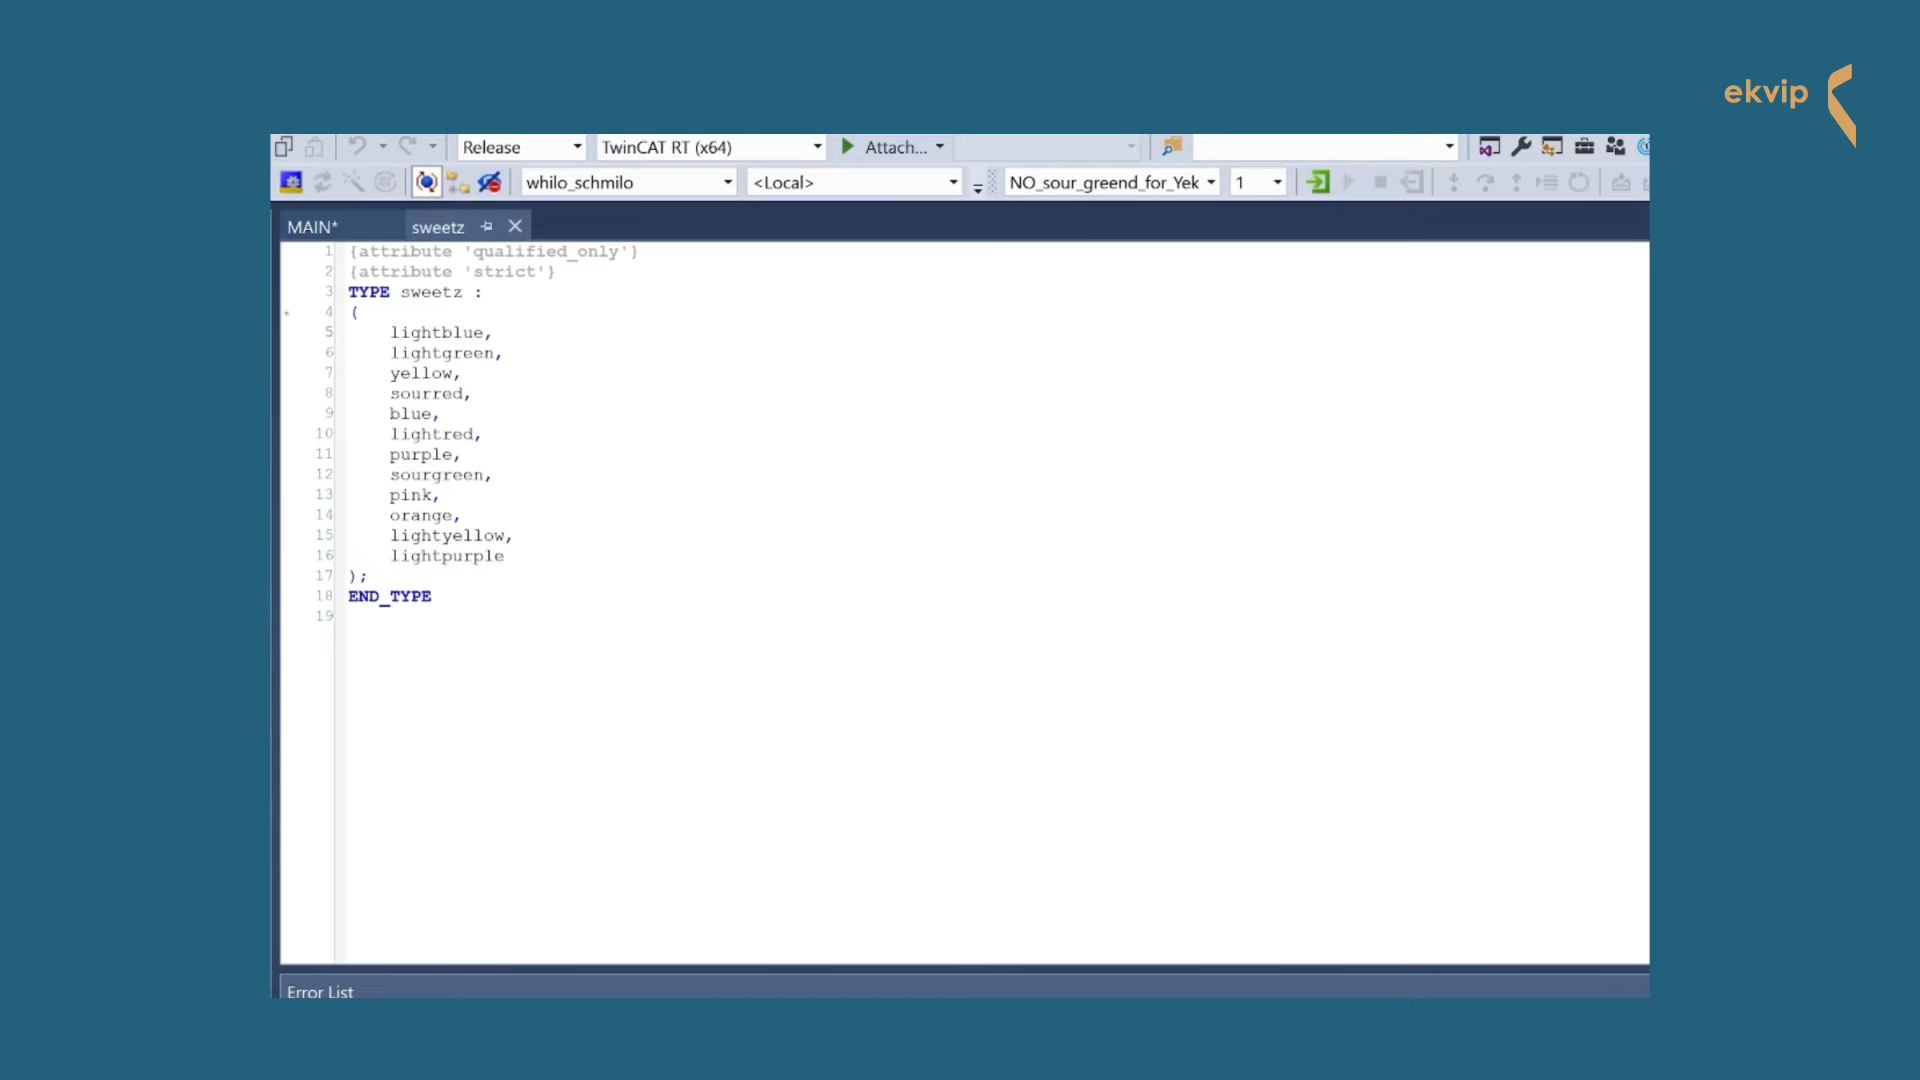 ekvip
Release TwinCAT RT (x64) Attach...
whilo_schmilo <Local> NO_sour_greend_for_Yek 1
MAIN* sweetz
1 {attribute 'qualified_only'}
2 {attribute 'strict'}
3 TYPE sweetz :
4 (
5 lightblue,
6 lightgreen,
7 yellow,
8 sourred,
9 blue,
10 lightred,
11 purple,
12 sourgreen,
13 pink,
14 orange,
15 lightyellow,
16 lightpurple
17 );
18 END_TYPE
19
Error List